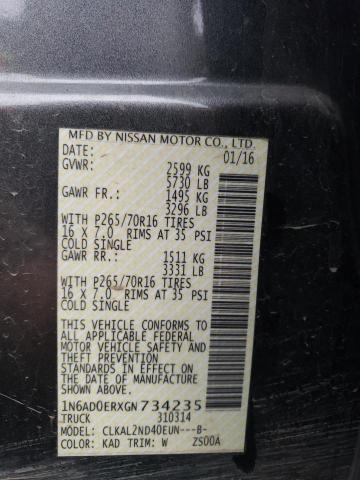 MFD BY NISSAN MOTOR CO., LTD.
01/16
GVWR: 2599 KG
5730 LB
GAWR FR.: 1495 KG
3296 LB
WITH P265/70R16 TIRES
16 X 7.0 RIMS AT 35 PSI
COLD SINGLE
GAWR RR.: 1511 KG
3331 LB
WITH P265/70R16 TIRES
16 X 7.0 RIMS AT 35 PSI
COLD SINGLE
THIS VEHICLE CONFORMS TO
ALL APPLICABLE FEDERAL
MOTOR VEHICLE SAFETY AND
THEFT PREVENTION
STANDARDS IN EFFECT ON
THE DATE OF MANUFACTURE
SHOWN ABOVE.
1N6AD0ERXGN734235
TRUCK 310314
MODEL: CLKAL2ND40EUN---B-
COLOR: KAD TRIM: W ZS00A